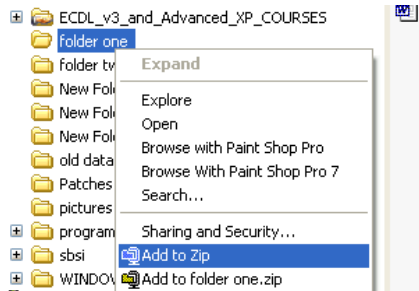 ECDL_v3_and_Advanced_XP_COURSES
folder one
folder tw
Expand
New Fol
Explore
New Fol
Open
New Fol
Browse with Paint Shop Pro
old data
Browse With Paint Shop Pro 7
Patches
Search...
pictures
program
Sharing and Security...
sbsi
Add to Zip
WINDOW
Add to folder one.zip